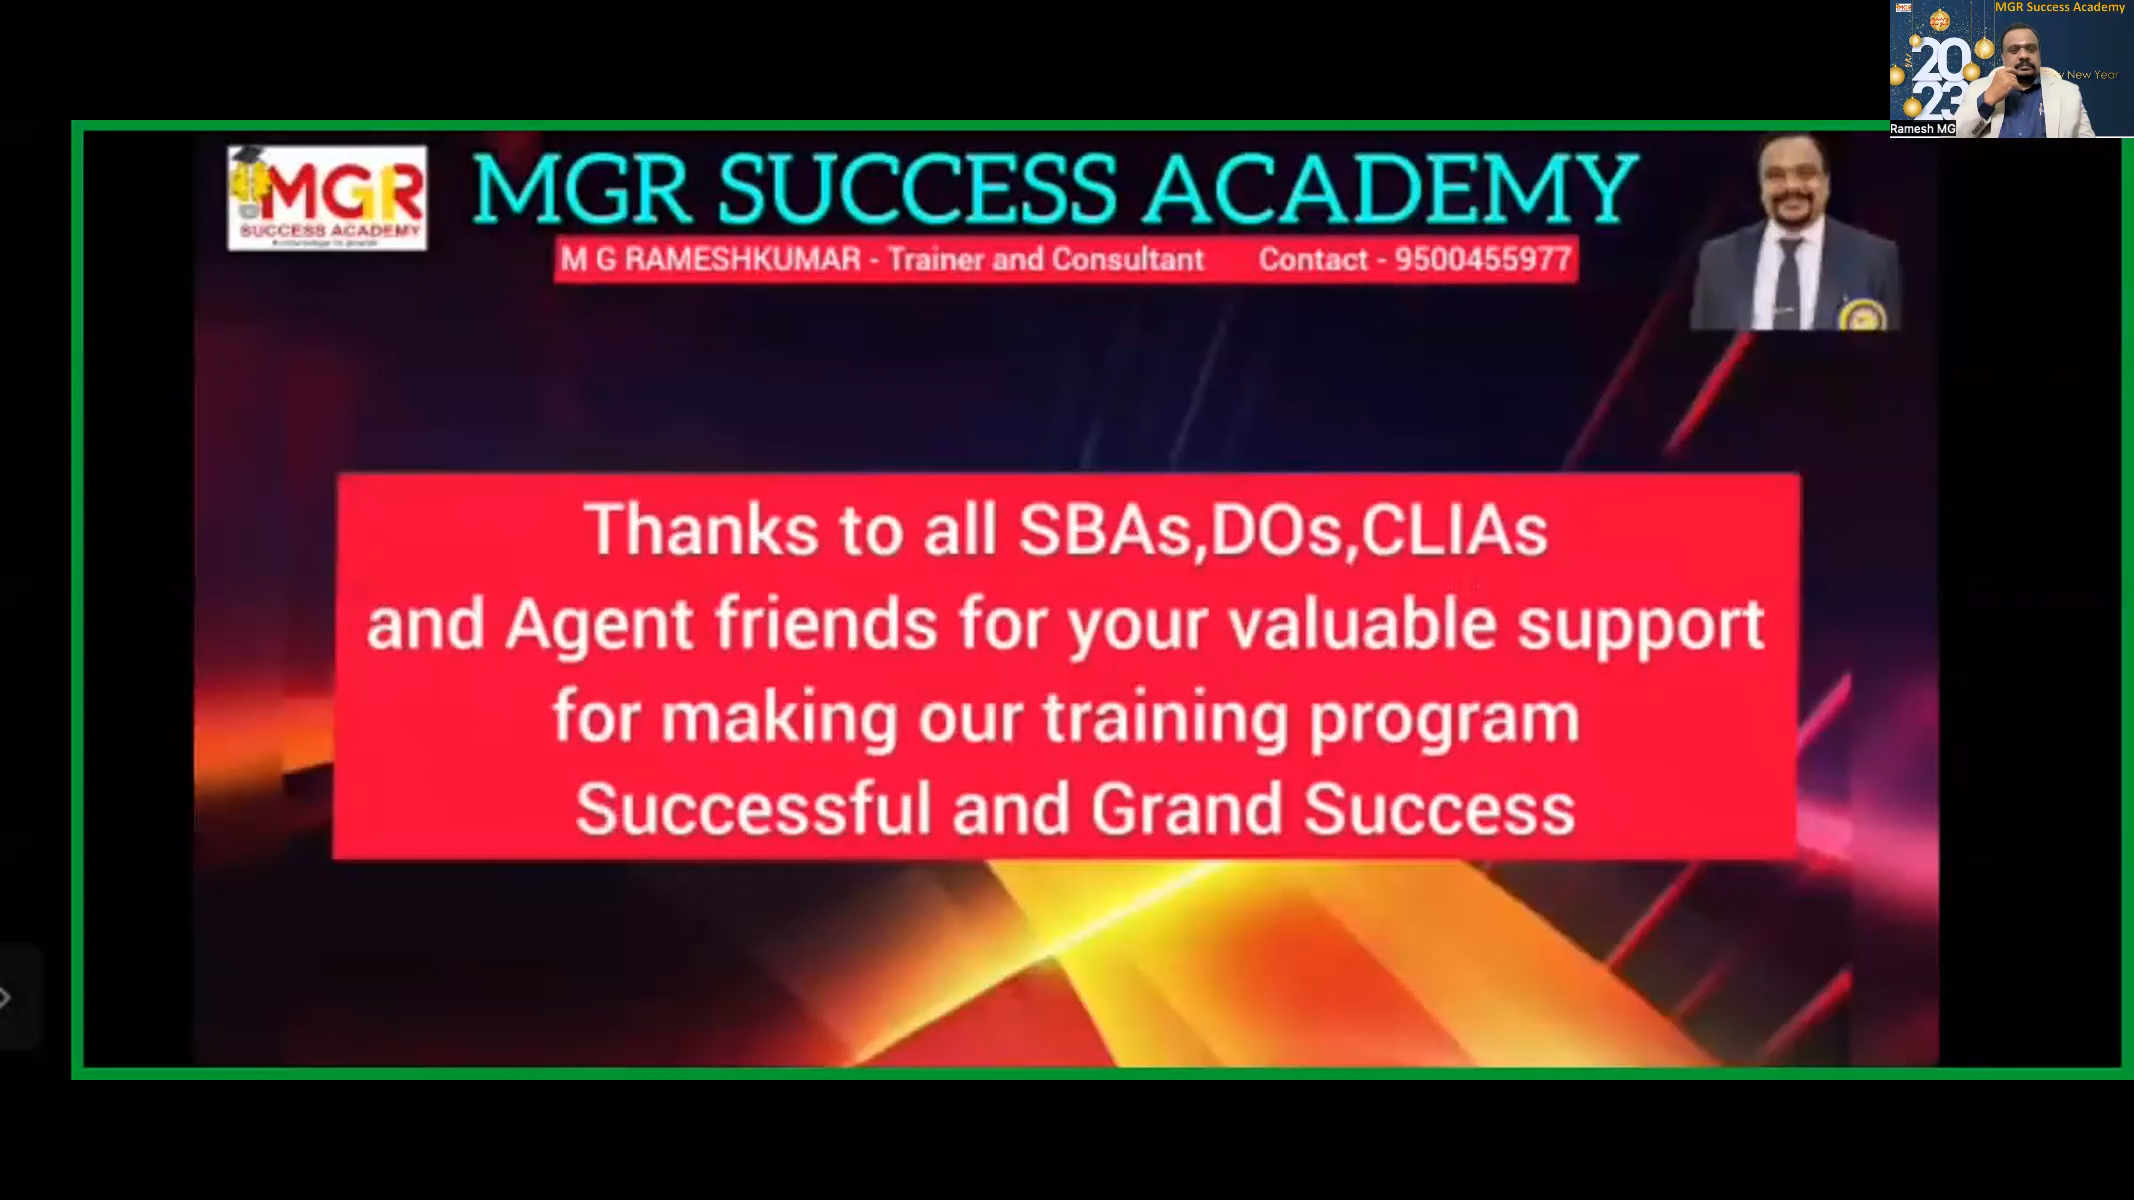 MGR Success Academy
2023
New Year
Ramesh MG
MGR
SUCCESS ACADEMY
MGR SUCCESS ACADEMY
M G RAMESHKUMAR - Trainer and Consultant Contact - 9500455977
Thanks to all SBAs,DOs,CLIAs
and Agent friends for your valuable support
for making our training program
Successful and Grand Success